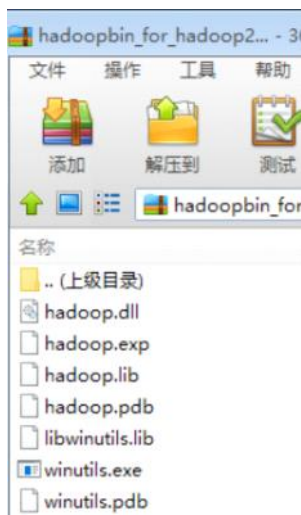 hadoopbin_for_hadoop2... - 36
文件 操作 工具 帮助
添加 解压到 测试
hadoopbin_for
名称
.. (上级目录)
hadoop.dll
hadoop.exp
hadoop.lib
hadoop.pdb
libwinutils.lib
winutils.exe
winutils.pdb